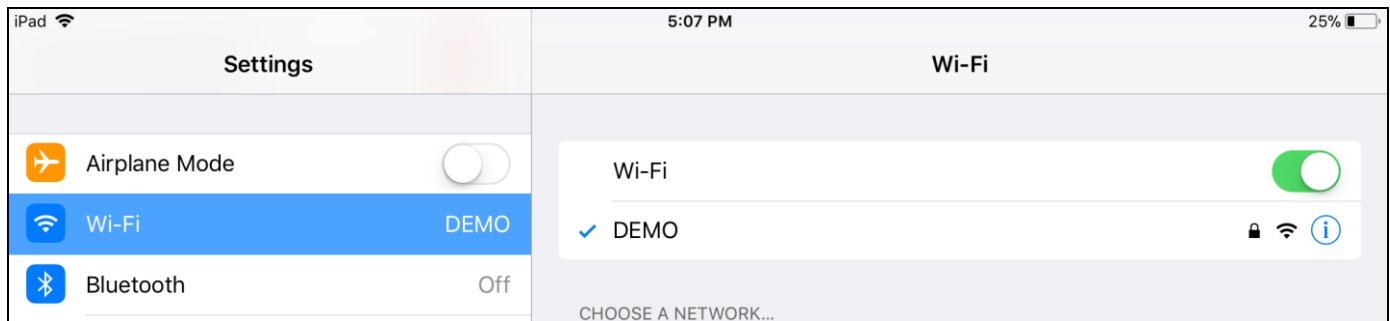 iPad 5:07 PM 25%
Settings
Wi-Fi
Airplane Mode
Wi-Fi DEMO
Bluetooth Off
Wi-Fi
DEMO
CHOOSE A NETWORK...